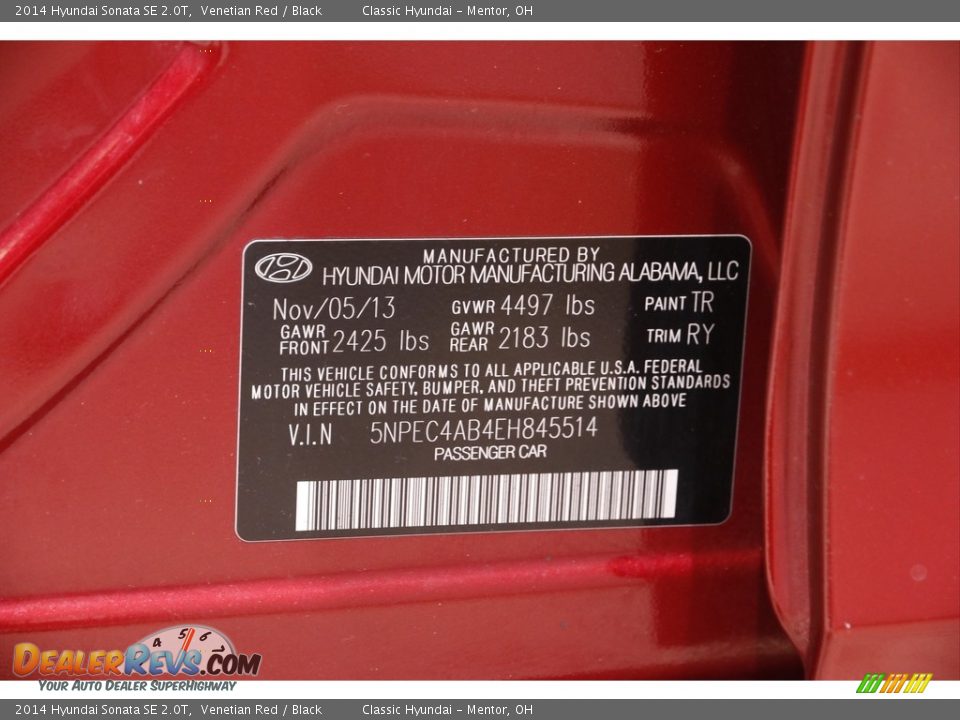 2014 Hyundai Sonata SE 2.0T, Venetian Red / Black Classic Hyundai - Mentor, OH
MANUFACTURED BY
HYUNDAI MOTOR MANUFACTURING ALABAMA, LLC
Nov/05/13 GVWR 4497 lbs PAINT TR
GAWR FRONT 2425 lbs GAWR REAR 2183 lbs TRIM RY
THIS VEHICLE CONFORMS TO ALL APPLICABLE U.S.A. FEDERAL
MOTOR VEHICLE SAFETY, BUMPER, AND THEFT PREVENTION STANDARDS
IN EFFECT ON THE DATE OF MANUFACTURE SHOWN ABOVE
V.I.N 5NPEC4AB4EH845514
PASSENGER CAR
4 5 6
DEALERREVS.COM
YOUR AUTO DEALER SUPERHIGHWAY
2014 Hyundai Sonata SE 2.0T, Venetian Red / Black Classic Hyundai - Mentor, OH